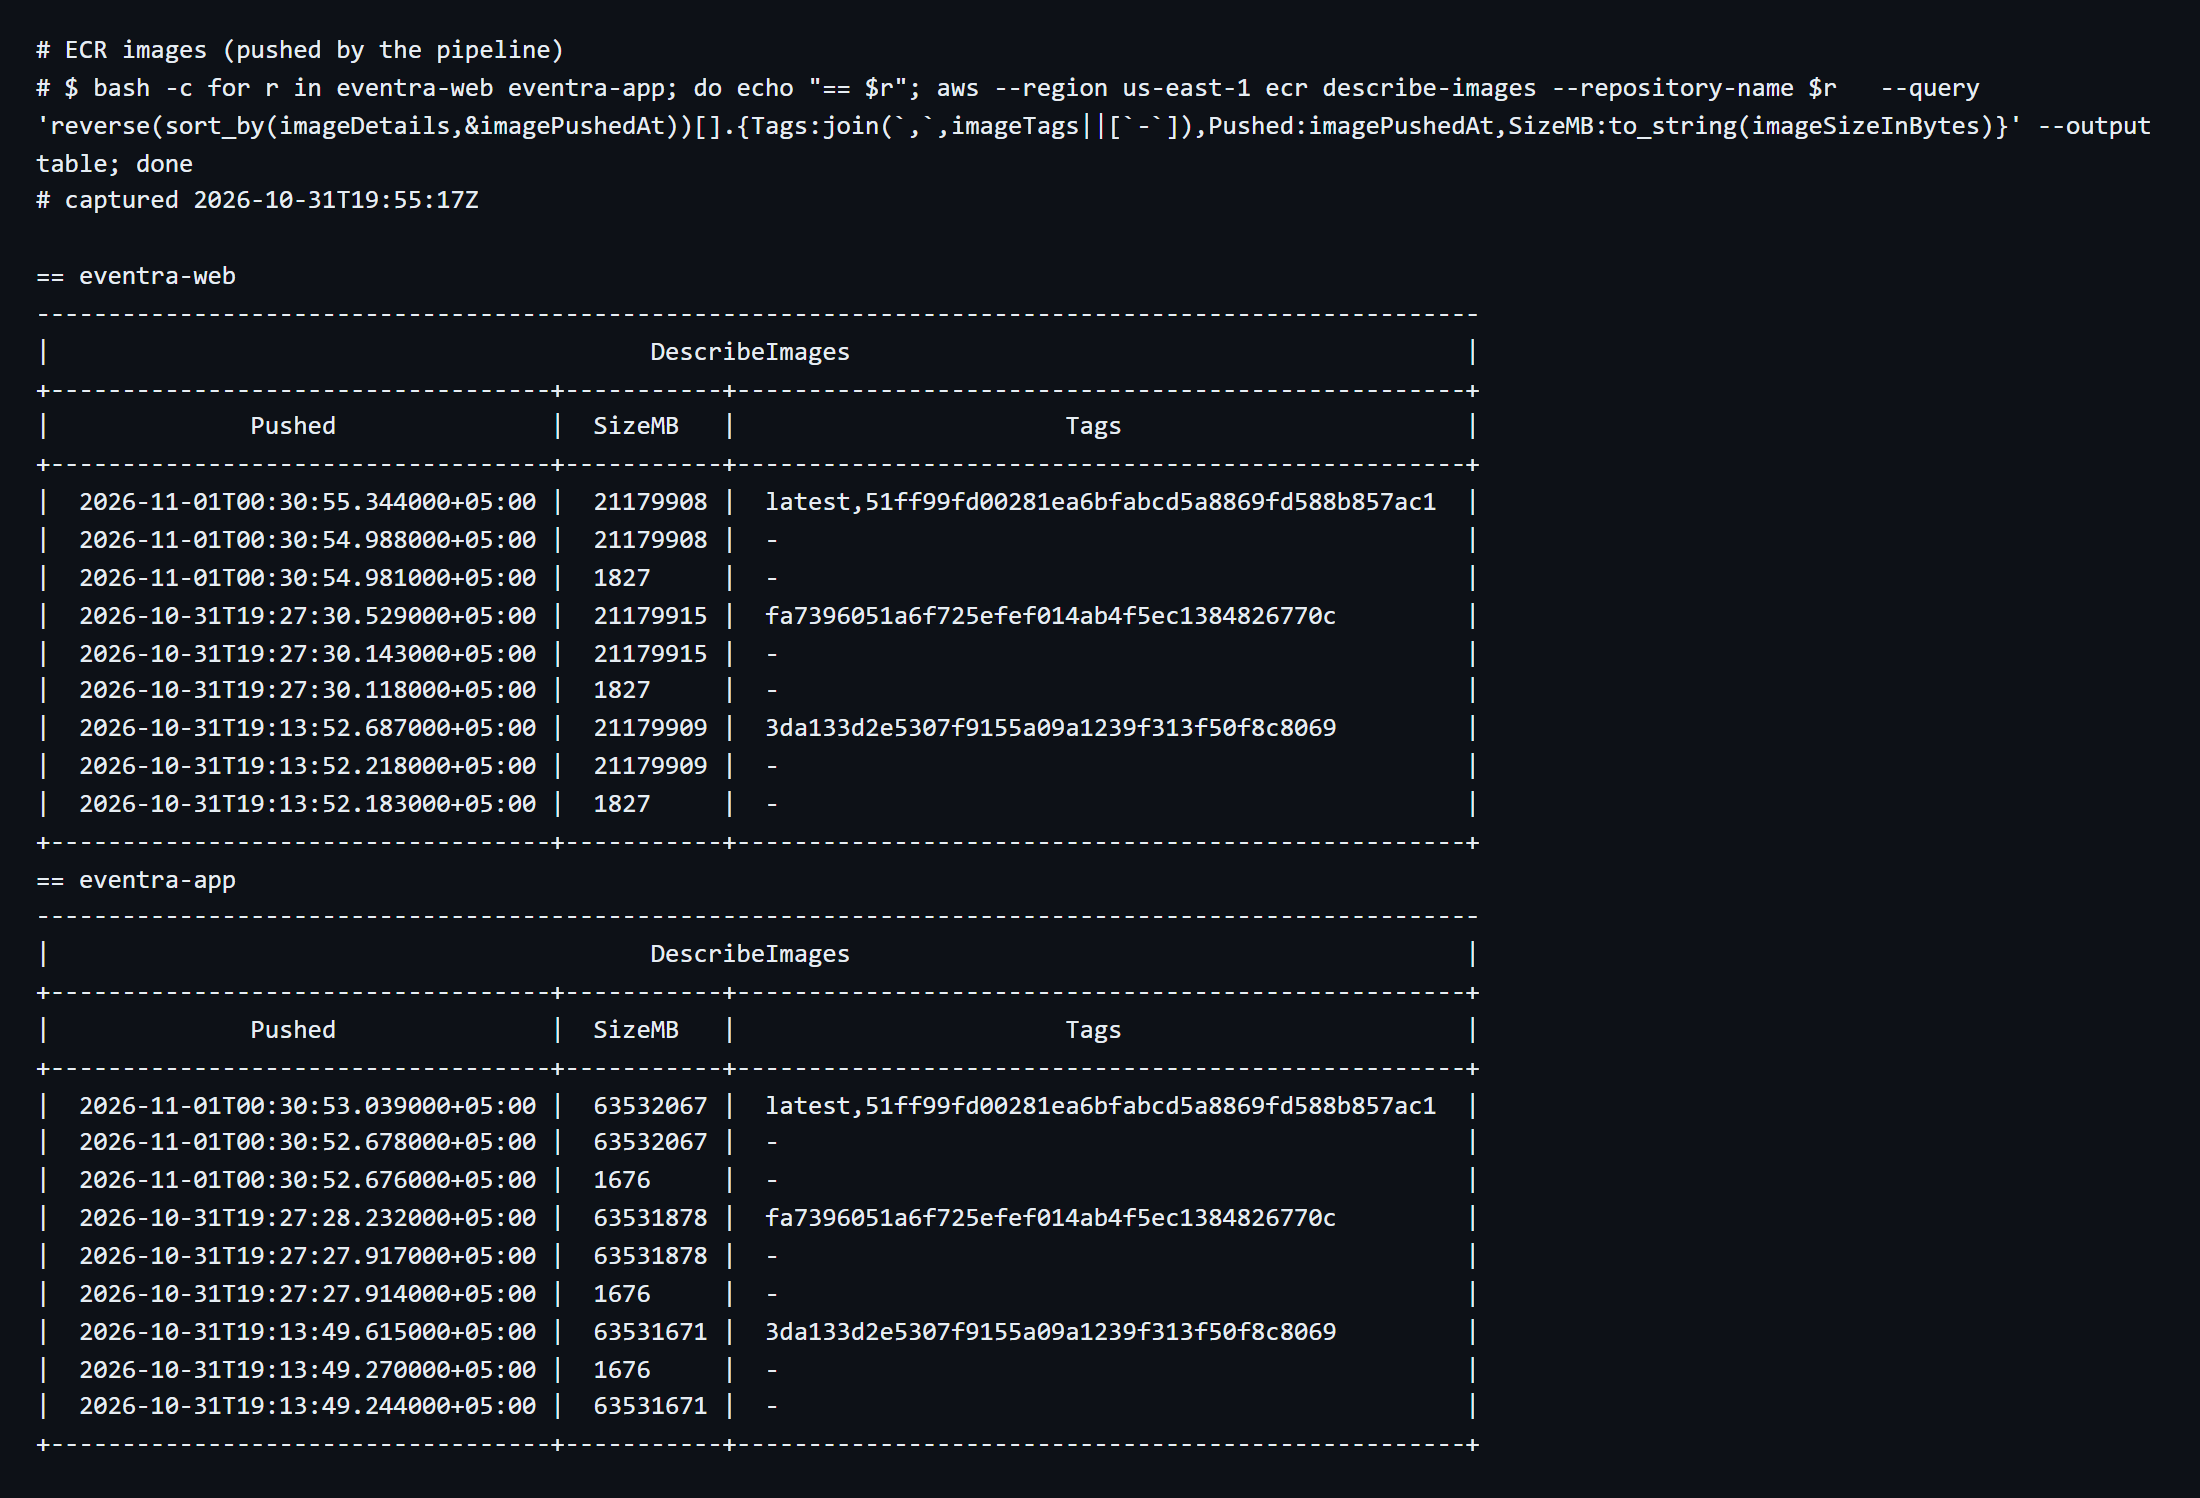 # ECR images (pushed by the pipeline)
# $ bash -c for r in eventra-web eventra-app; do echo "== $r"; aws --region us-east-1 ecr describe-images --repository-name $r   --query
'reverse(sort_by(imageDetails,&imagePushedAt))[].{Tags:join(`,`,imageTags||[`-`]),Pushed:imagePushedAt,SizeMB:to_string(imageSizeInBytes)}' --output
table; done
# captured 2026-10-31T19:55:17Z

== eventra-web
-----------------------------------------------------------------------------------------------------
|                                          DescribeImages                                           |
+-----------------------------------+-----------+---------------------------------------------------+
|              Pushed               |  SizeMB   |                       Tags                        |
+-----------------------------------+-----------+---------------------------------------------------+
|  2026-11-01T00:30:55.344000+05:00 |  21179908 |  latest,51ff99fd00281ea6bfabcd5a8869fd588b857ac1  |
|  2026-11-01T00:30:54.988000+05:00 |  21179908 |  -                                                |
|  2026-11-01T00:30:54.981000+05:00 |  1827     |  -                                                |
|  2026-10-31T19:27:30.529000+05:00 |  21179915 |  fa7396051a6f725efef014ab4f5ec1384826770c         |
|  2026-10-31T19:27:30.143000+05:00 |  21179915 |  -                                                |
|  2026-10-31T19:27:30.118000+05:00 |  1827     |  -                                                |
|  2026-10-31T19:13:52.687000+05:00 |  21179909 |  3da133d2e5307f9155a09a1239f313f50f8c8069         |
|  2026-10-31T19:13:52.218000+05:00 |  21179909 |  -                                                |
|  2026-10-31T19:13:52.183000+05:00 |  1827     |  -                                                |
+-----------------------------------+-----------+---------------------------------------------------+
== eventra-app
-----------------------------------------------------------------------------------------------------
|                                          DescribeImages                                           |
+-----------------------------------+-----------+---------------------------------------------------+
|              Pushed               |  SizeMB   |                       Tags                        |
+-----------------------------------+-----------+---------------------------------------------------+
|  2026-11-01T00:30:53.039000+05:00 |  63532067 |  latest,51ff99fd00281ea6bfabcd5a8869fd588b857ac1  |
|  2026-11-01T00:30:52.678000+05:00 |  63532067 |  -                                                |
|  2026-11-01T00:30:52.676000+05:00 |  1676     |  -                                                |
|  2026-10-31T19:27:28.232000+05:00 |  63531878 |  fa7396051a6f725efef014ab4f5ec1384826770c         |
|  2026-10-31T19:27:27.917000+05:00 |  63531878 |  -                                                |
|  2026-10-31T19:27:27.914000+05:00 |  1676     |  -                                                |
|  2026-10-31T19:13:49.615000+05:00 |  63531671 |  3da133d2e5307f9155a09a1239f313f50f8c8069         |
|  2026-10-31T19:13:49.270000+05:00 |  1676     |  -                                                |
|  2026-10-31T19:13:49.244000+05:00 |  63531671 |  -                                                |
+-----------------------------------+-----------+---------------------------------------------------+